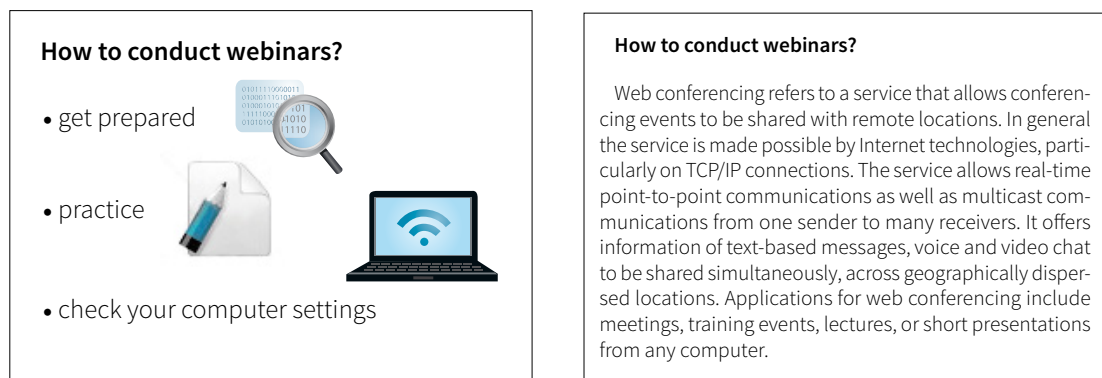 How to conduct webinars?
• get prepared
• practice
• check your computer settings
How to conduct webinars?
Web conferencing refers to a service that allows conferen-
cing events to be shared with remote locations. In general
the service is made possible by Internet technologies, parti-
cularly on TCP/IP connections. The service allows real-time
point-to-point communications as well as multicast com-
munications from one sender to many receivers. It offers
information of text-based messages, voice and video chat
to be shared simultaneously, across geographically disper-
sed locations. Applications for web conferencing include
meetings, training events, lectures, or short presentations
from any computer.